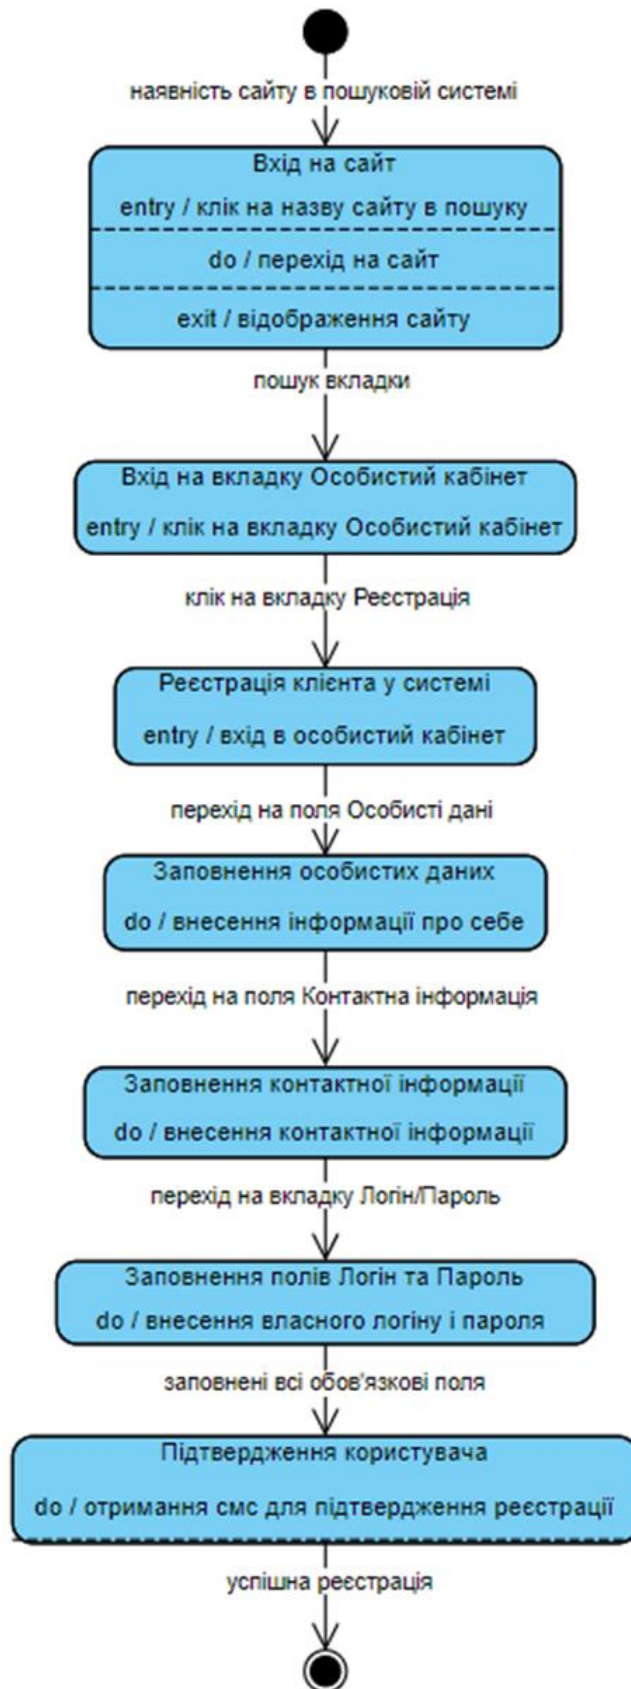 наявність сайту в пошуковій системі
Вхід на сайт
entry / клік на назву сайту в пошуку
do / перехід на сайт
exit / відображення сайту
пошук вкладки
Вхід на вкладку Особистий кабінет
entry / клік на вкладку Особистий кабінет
клік на вкладку Реєстрація
Реєстрація клієнта у системі
entry / вхід в особистий кабінет
перехід на поля Особисті дані
Заповнення особистих даних
do / внесення інформації про себе
перехід на поля Контактна інформація
Заповнення контактної інформації
do / внесення контактної інформації
перехід на вкладку Логін/Пароль
Заповнення полів Логін та Пароль
do / внесення власного логіну і пароля
заповнені всі обов'язкові поля
Підтвердження користувача
do / отримання смс для підтвердження реєстрації
успішна реєстрація